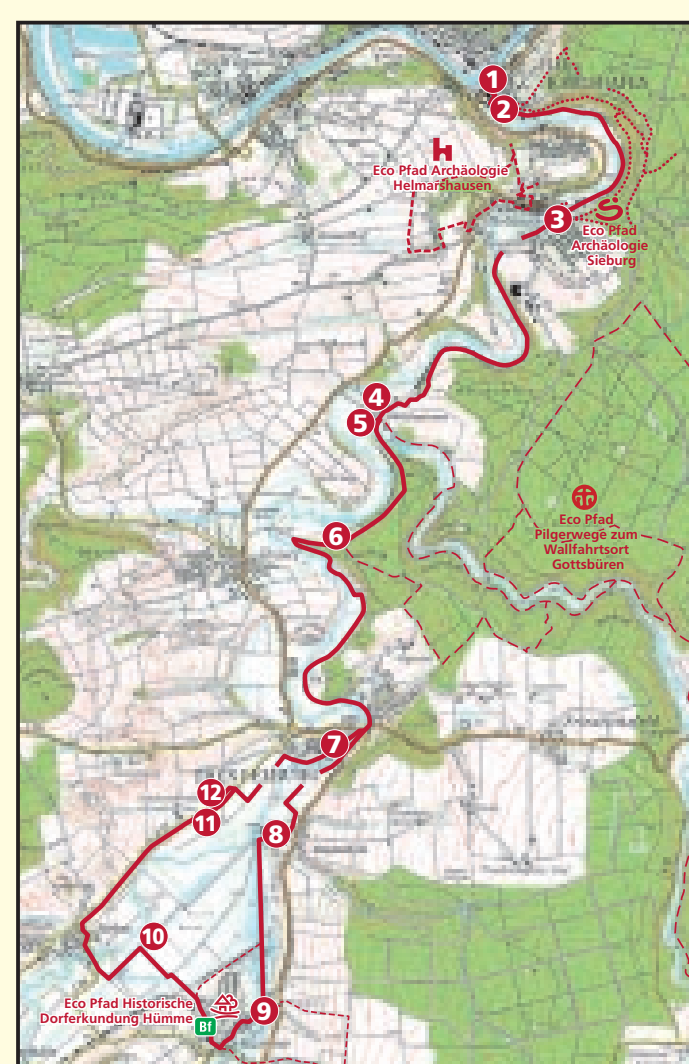 1
2
Eco Pfad Archäologie
Helmarshausen
3
Eco Pfad
Archäologie
Sieburg
4
5
Eco Pfad
Pilgerwege zum
Wallfahrtsort
Gottsbüren
6
7
12
11
8
10
Eco Pfad Historische
Dorferkundung Hümme
9
Bf